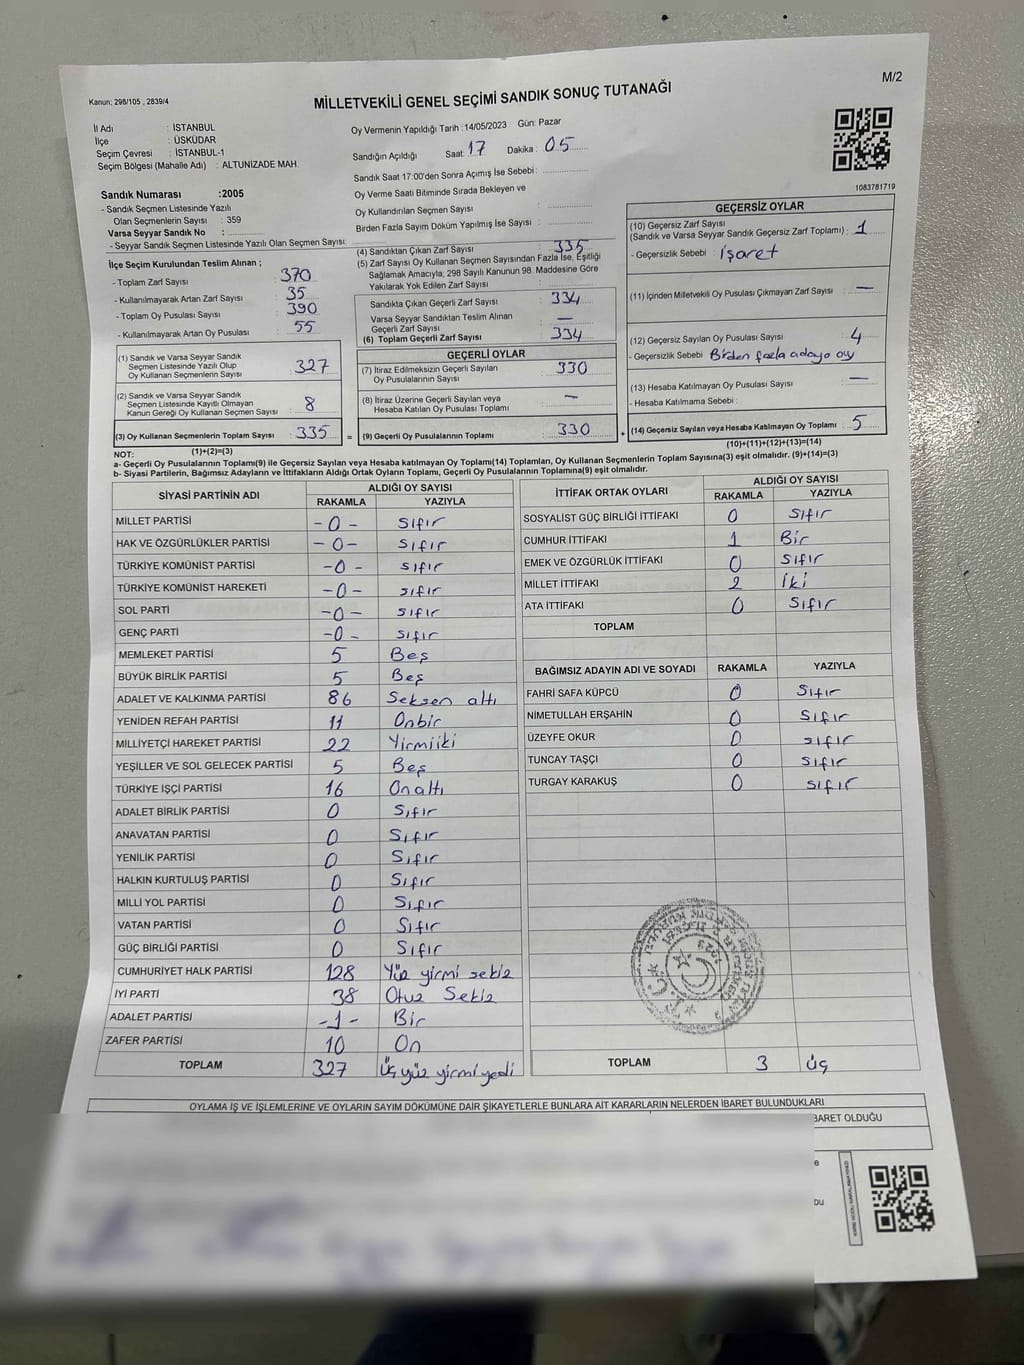 M/2
Kanun: 298/105 , 2839/4
MİLLETVEKİLİ GENEL SEÇİMİ SANDIK SONUÇ TUTANAĞI
İl Adı : İSTANBUL
İlçe : ÜSKÜDAR
Seçim Çevresi : İSTANBUL-1
Seçim Bölgesi (Mahalle Adı) : ALTUNİZADE MAH.
Oy Vermenin Yapıldığı Tarih :14/05/2023 Gün: Pazar
Sandığın Açıldığı Saat: 17 Dakika : 05
Sandık Saat 17:00'den Sonra Açımış İse Sebebi :
Oy Verme Saati Bitiminde Sırada Bekleyen ve
Oy Kullandırılan Seçmen Sayısı :
Birden Fazla Sayım Döküm Yapılmış İse Sayısı :
1083781719
Sandık Numarası :2005
- Sandık Seçmen Listesinde Yazılı
Olan Seçmenlerin Sayısı : 359
Varsa Seyyar Sandık No :
- Seyyar Sandık Seçmen Listesinde Yazılı Olan Seçmen Sayısı:
İlçe Seçim Kurulundan Teslim Alınan ;
- Toplam Zarf Sayısı : 370
- Kullanılmayarak Artan Zarf Sayısı : 35
- Toplam Oy Pusulası Sayısı : 390
- Kullanılmayarak Artan Oy Pusulası : 55
(1) Sandık ve Varsa Seyyar Sandık
Seçmen Listesinde Yazılı Olup
Oy Kullanan Seçmenlerin Sayısı : 327
(2) Sandık ve Varsa Seyyar Sandık
Seçmen Listesinde Kayıtlı Olmayan
Kanun Gereği Oy Kullanan Seçmen Sayısı : 8
(3) Oy Kullanan Seçmenlerin Toplam Sayısı : 335 =
(4) Sandıktan Çıkan Zarf Sayısı : 335
(5) Zarf Sayısı Oy Kullanan Seçmen Sayısından Fazla İse, Eşitliği
Sağlamak Amacıyla; 298 Sayılı Kanunun 98. Maddesine Göre
Yakılarak Yok Edilen Zarf Sayısı :
Sandıkta Çıkan Geçerli Zarf Sayısı : 334
Varsa Seyyar Sandıktan Teslim Alınan
Geçerli Zarf Sayısı : —
(6) Toplam Geçerli Zarf Sayısı : 334
GEÇERLİ OYLAR
(7) İtiraz Edilmeksizin Geçerli Sayılan
Oy Pusulalarının Sayısı : 330
(8) İtiraz Üzerine Geçerli Sayılan veya
Hesaba Katılan Oy Pusulası Toplamı : —
(9) Geçerli Oy Pusulalarının Toplamı : 330 +
GEÇERSİZ OYLAR
(10) Geçersiz Zarf Sayısı
(Sandık ve Varsa Seyyar Sandık Geçersiz Zarf Toplamı) : 1
- Geçersizlik Sebebi : işaret
(11) İçinden Milletvekili Oy Pusulası Çıkmayan Zarf Sayısı : —
(12) Geçersiz Sayılan Oy Pusulası Sayısı : 4
- Geçersizlik Sebebi : Birden fazla adaya oy
(13) Hesaba Katılmayan Oy Pusulası Sayısı : —
- Hesaba Katılmama Sebebi :
(14) Geçersiz Sayılan veya Hesaba Katılmayan Oy Toplamı : 5
NOT: (1)+(2)=(3) (10)+(11)+(12)+(13)=(14)
a- Geçerli Oy Pusulalarının Toplamı(9) ile Geçersiz Sayılan veya Hesaba katılmayan Oy Toplamı(14) Toplamları, Oy Kullanan Seçmenlerin Toplam Sayısına(3) eşit olmalıdır. (9)+(14)=(3)
b- Siyasi Partilerin, Bağımsız Adayların ve İttifakların Aldığı Ortak Oyların Toplamı, Geçerli Oy Pusulalarının Toplamına(9) eşit olmalıdır.
SİYASİ PARTİNİN ADI ALDIĞI OY SAYISI
RAKAMLA YAZIYLA
MİLLET PARTİSİ -0- sıfır
HAK VE ÖZGÜRLÜKLER PARTİSİ -0- sıfır
TÜRKİYE KOMÜNİST PARTİSİ -0- sıfır
TÜRKİYE KOMÜNİST HAREKETİ -0- sıfır
SOL PARTİ -0- sıfır
GENÇ PARTİ -0- sıfır
MEMLEKET PARTİSİ 5 Beş
BÜYÜK BİRLİK PARTİSİ 5 Beş
ADALET VE KALKINMA PARTİSİ 86 Seksen altı
YENİDEN REFAH PARTİSİ 11 Onbir
MİLLİYETÇİ HAREKET PARTİSİ 22 Yirmiiki
YEŞİLLER VE SOL GELECEK PARTİSİ 5 Beş
TÜRKİYE İŞÇİ PARTİSİ 16 Onaltı
ADALET BİRLİK PARTİSİ 0 Sıfır
ANAVATAN PARTİSİ 0 Sıfır
YENİLİK PARTİSİ 0 Sıfır
HALKIN KURTULUŞ PARTİSİ 0 Sıfır
MİLLİ YOL PARTİSİ 0 Sıfır
VATAN PARTİSİ 0 Sıfır
GÜÇ BİRLİĞİ PARTİSİ 0 Sıfır
CUMHURİYET HALK PARTİSİ 128 Yüz yirmi sekiz
İYİ PARTİ 38 Otuz Sekiz
ADALET PARTİSİ -1- Bir
ZAFER PARTİSİ 10 On
TOPLAM 327 Üç yüz yirmi yedi
İTTİFAK ORTAK OYLARI ALDIĞI OY SAYISI
RAKAMLA YAZIYLA
SOSYALİST GÜÇ BİRLİĞİ İTTİFAKI 0 Sıfır
CUMHUR İTTİFAKI 1 Bir
EMEK VE ÖZGÜRLÜK İTTİFAKI 0 Sıfır
MİLLET İTTİFAKI 2 İki
ATA İTTİFAKI 0 Sıfır
TOPLAM
BAĞIMSIZ ADAYIN ADI VE SOYADI RAKAMLA YAZIYLA
FAHRİ SAFA KÜPCÜ 0 Sıfır
NİMETULLAH ERŞAHİN 0 Sıfır
ÜZEYFE OKUR 0 sıfır
TUNCAY TAŞÇI 0 sıfır
TURGAY KARAKUŞ 0 sıfır
TOPLAM 3 üç
OYLAMA İŞ VE İŞLEMLERİNE VE OYLARIN SAYIM DÖKÜMÜNE DAİR ŞİKAYETLERLE BUNLARA AİT KARARLARIN NELERDEN İBARET BULUNDUKLARI
BARET OLDUĞU